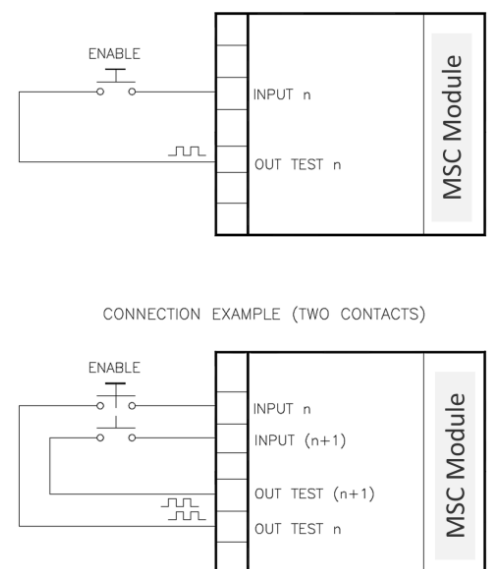 ENABLE
INPUT n
OUT TEST n
MSC Module
CONNECTION EXAMPLE (TWO CONTACTS)
ENABLE
INPUT n
INPUT (n+1)
OUT TEST (n+1)
OUT TEST n
MSC Module